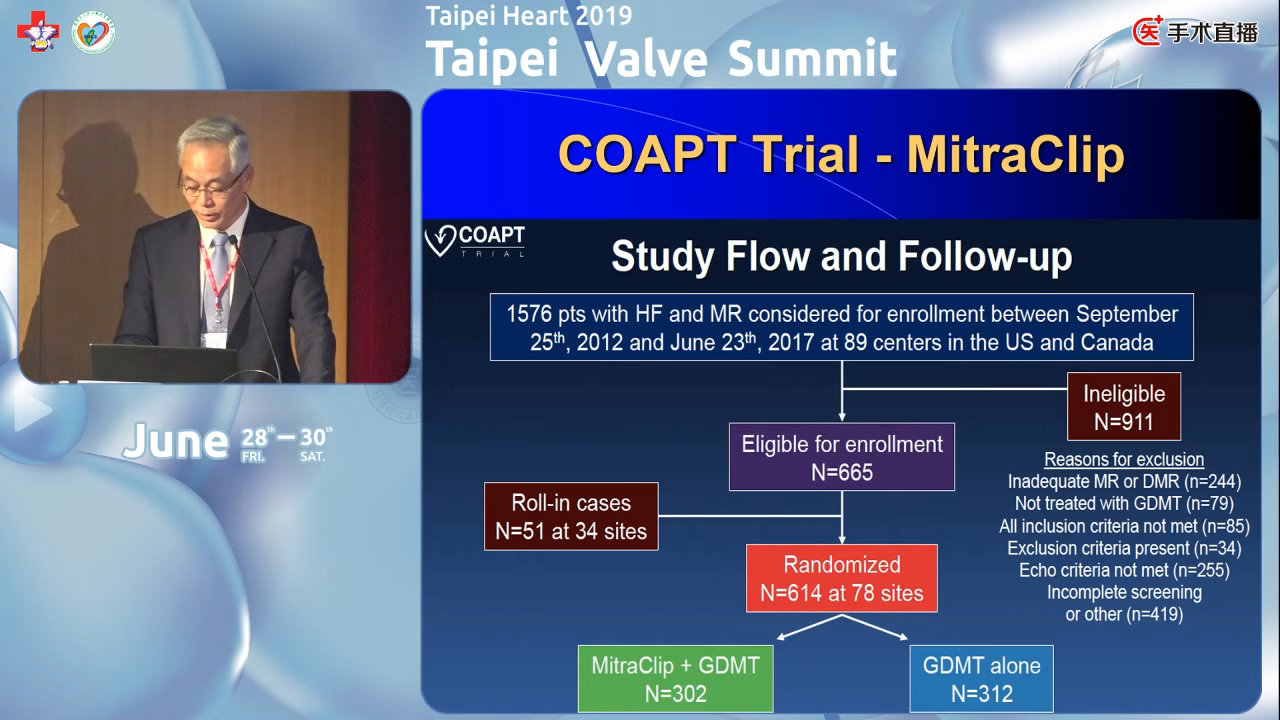 Taipei Heart 2019
Taipei Valve Summit
医 手术直播
COAPT Trial - MitraClip
COAPT
TRIAL
Study Flow and Follow-up
1576 pts with HF and MR considered for enrollment between September
25th, 2012 and June 23th, 2017 at 89 centers in the US and Canada
Ineligible
N=911
Eligible for enrollment
N=665
Reasons for exclusion
Inadequate MR or DMR (n=244)
Not treated with GDMT (n=79)
All inclusion criteria not met (n=85)
Exclusion criteria present (n=34)
Echo criteria not met (n=255)
Incomplete screening
or other (n=419)
Roll-in cases
N=51 at 34 sites
Randomized
N=614 at 78 sites
MitraClip + GDMT
N=302
GDMT alone
N=312
June 28th – 30th
FRI. SAT.